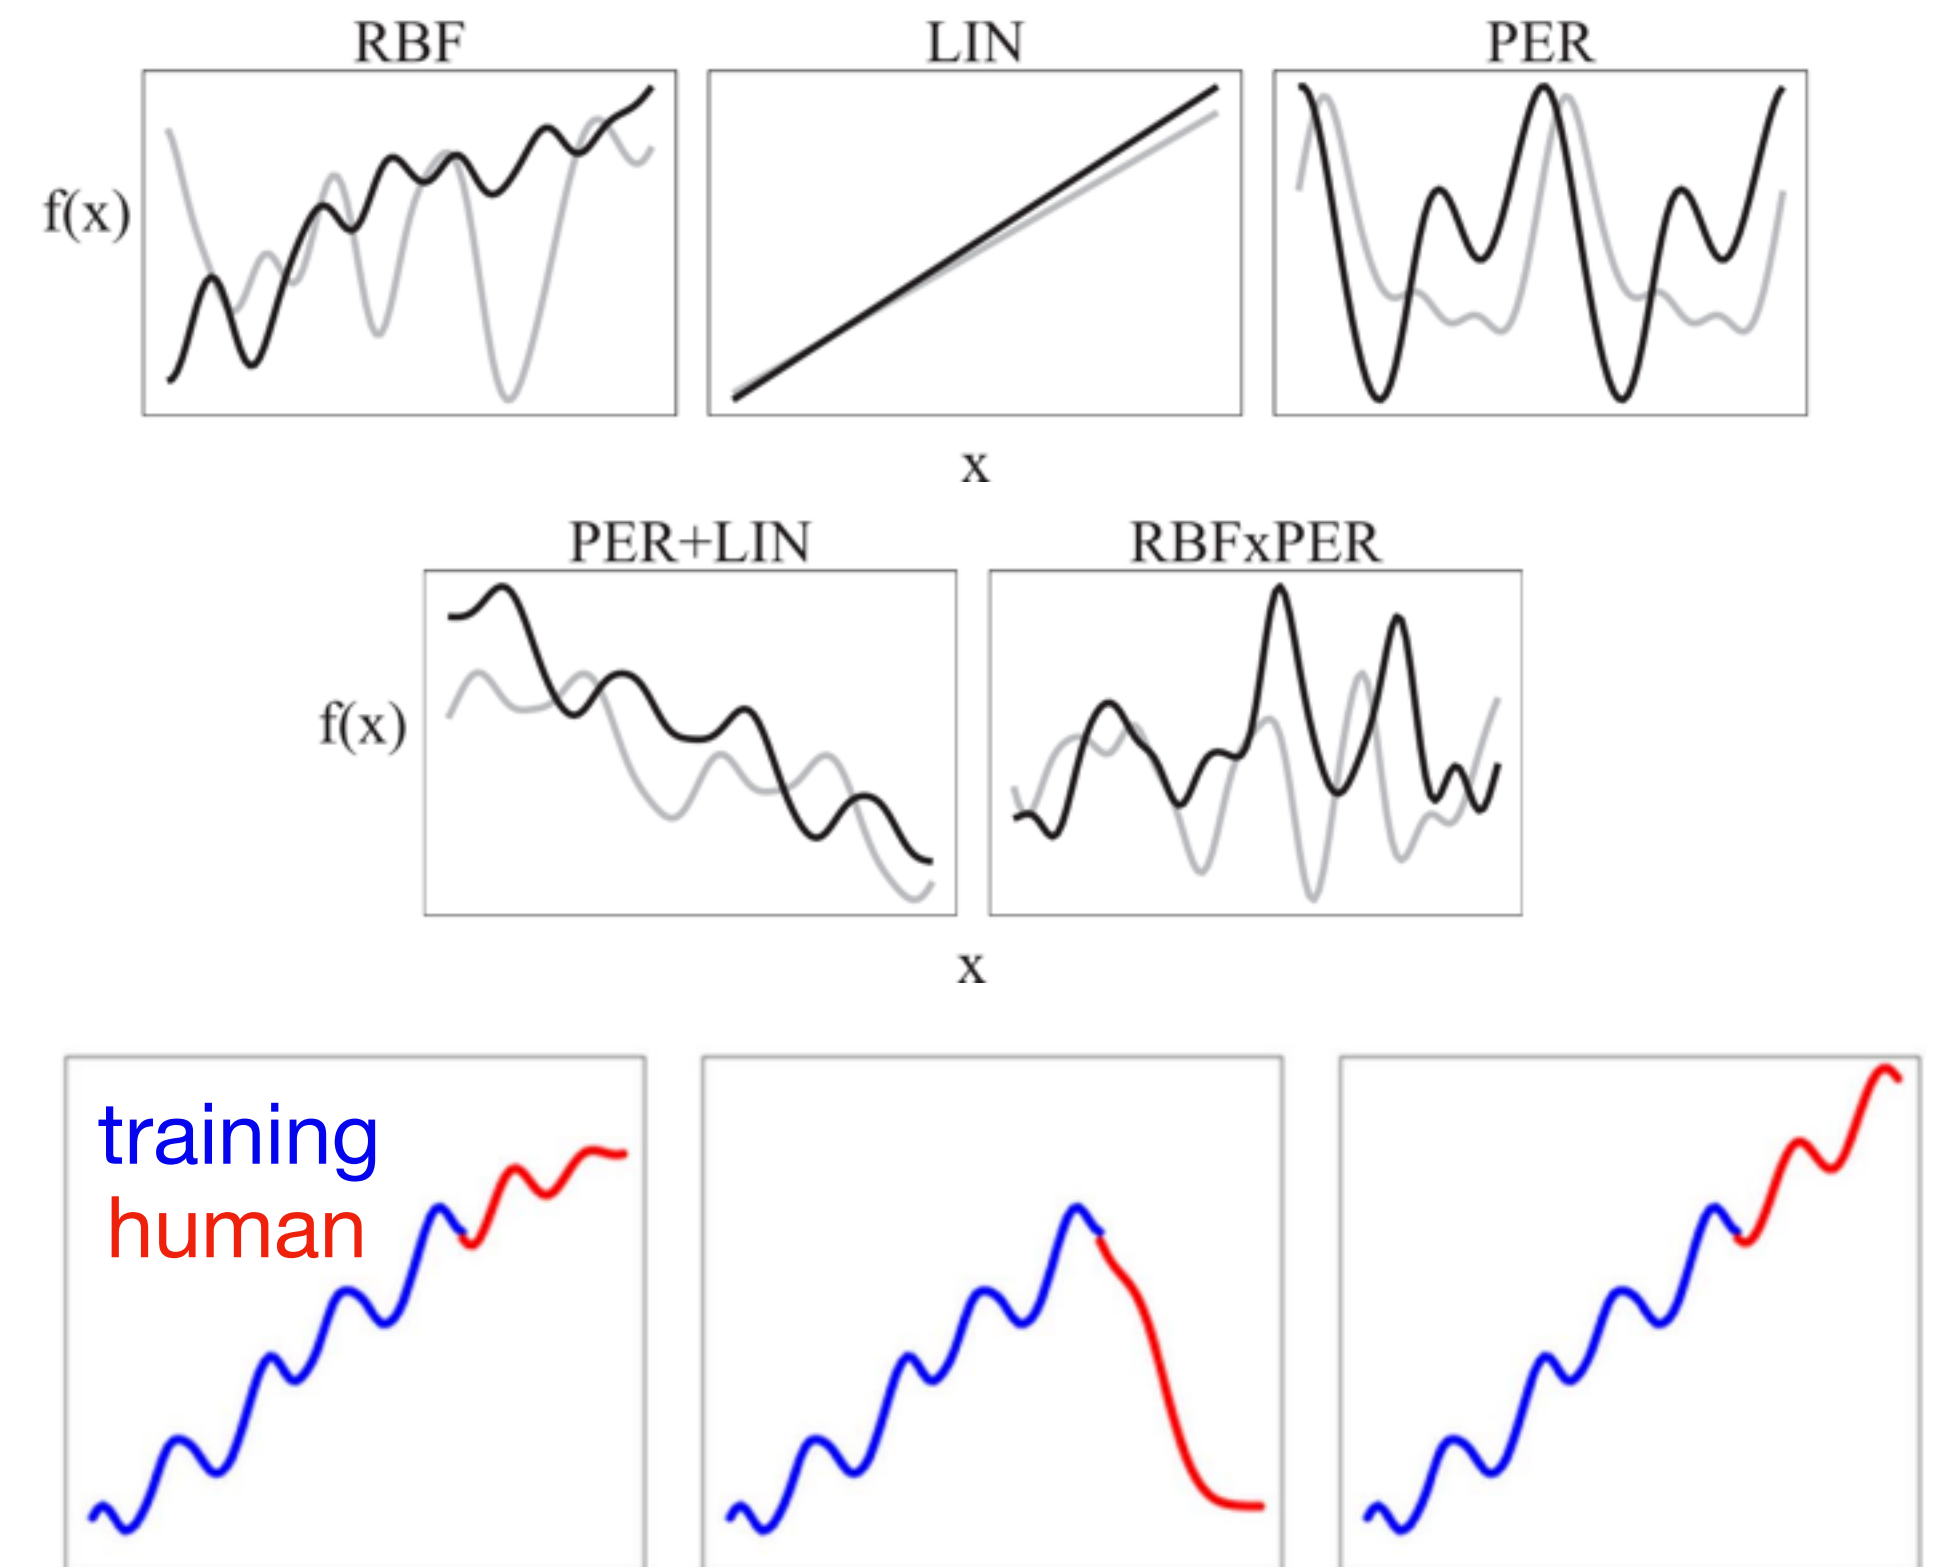 RBF
LIN
PER
f(x)
x
PER+LIN
RBFxPER
f(x)
x
training
human